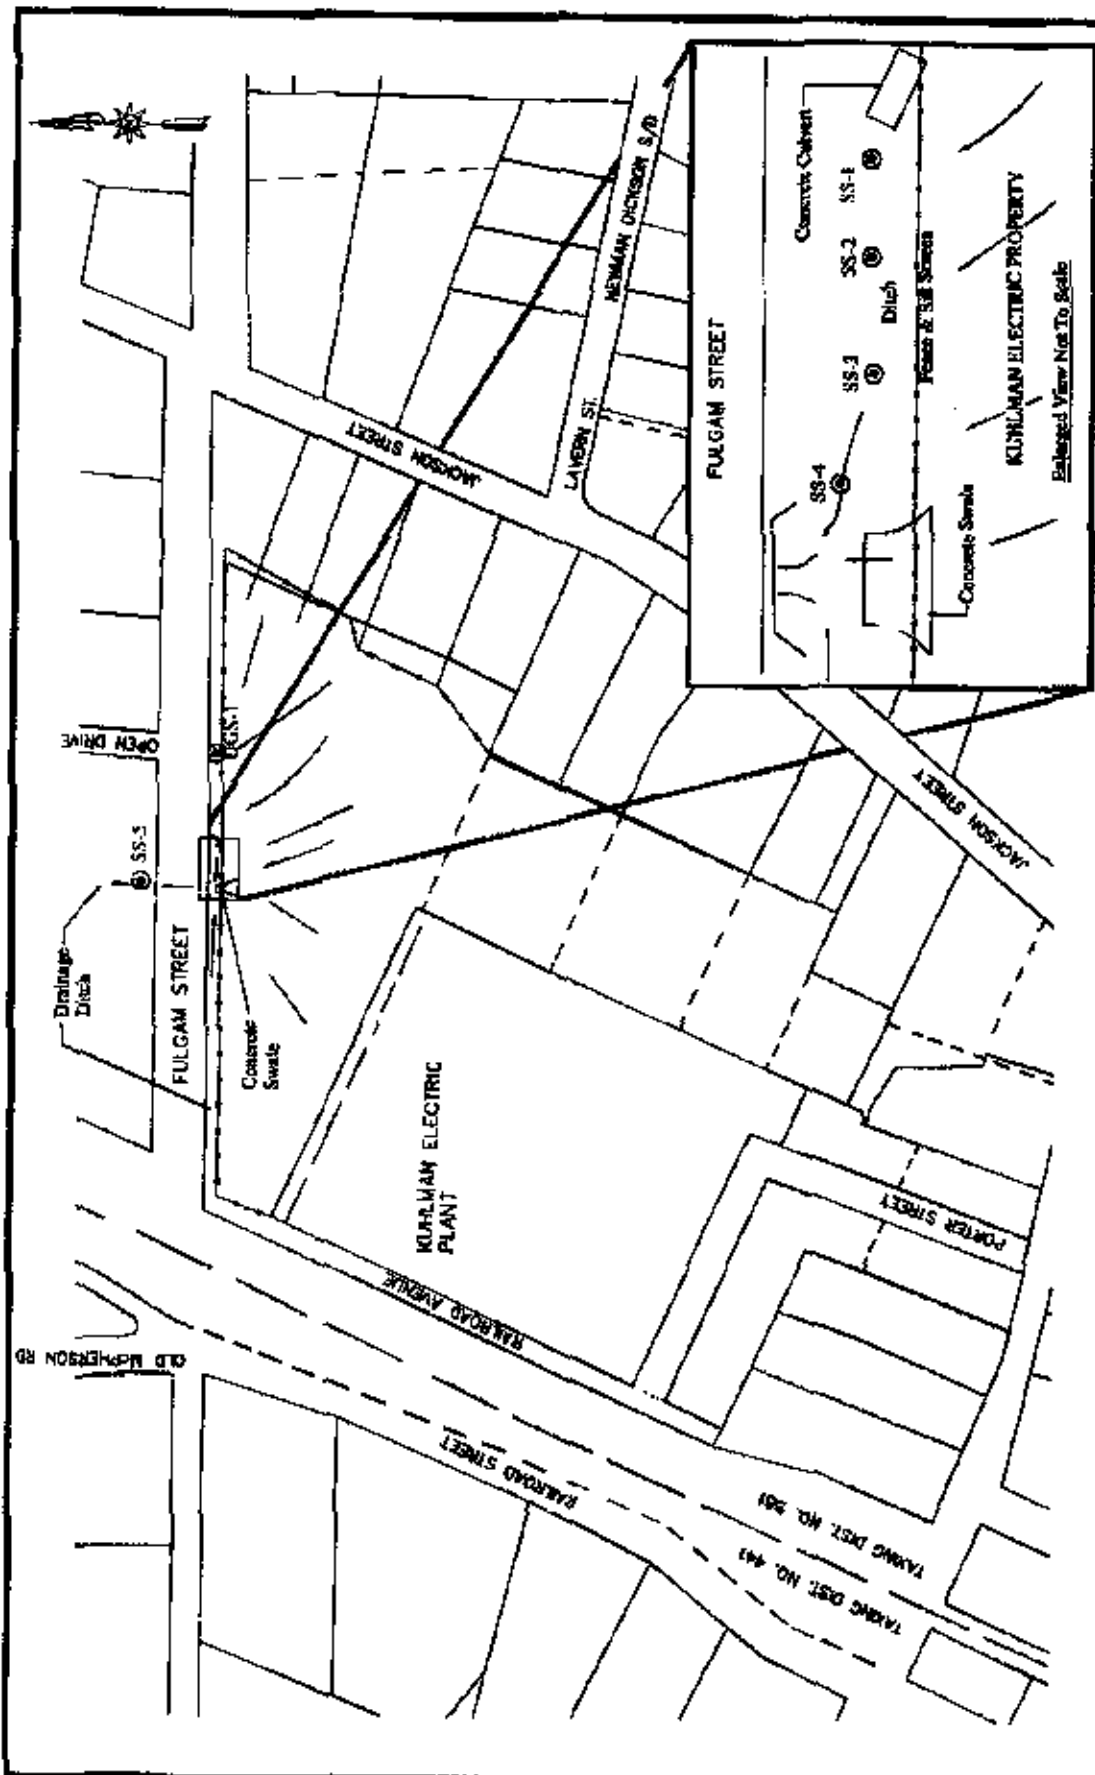 OLD McPHERSON RD
FULGAM STREET
Drainage
Ditch
SS-5
OPEN DRIVE
Concrete
Swale
KUHLMAN ELECTRIC
PLANT
RAILROAD AVENUE
RAILROAD STREET
TAXING DIST. NO. 441
PORTER STREET
JACKSON STREET
JACKSON STREET
LAVERN ST.
NEWMAN DICKSON S/D
FULGAM STREET
SS-4
SS-3
SS-2
SS-1
Concrete Culvert
Ditch
Fence & Silt Screen
Concrete Swale
KUHLMAN ELECTRIC PROPERTY
Enlarged View Not To Scale